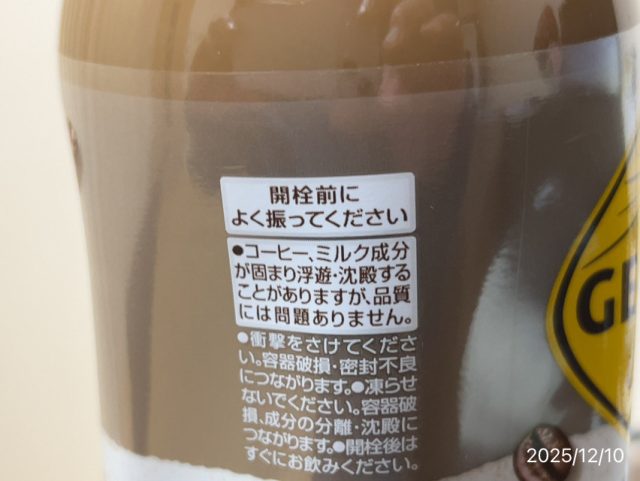 開栓前に
よく振ってください
●コーヒー、ミルク成分
が固まり浮遊・沈殿する
ことがありますが、品質
には問題ありません。
●衝撃をさけてくださ
い。容器破損・密封不良
につながります。●凍らせ
ないでください。容器破
損、成分の分離・沈殿に
つながります。●開栓後は
すぐにお飲みください。
GE
2025/12/10